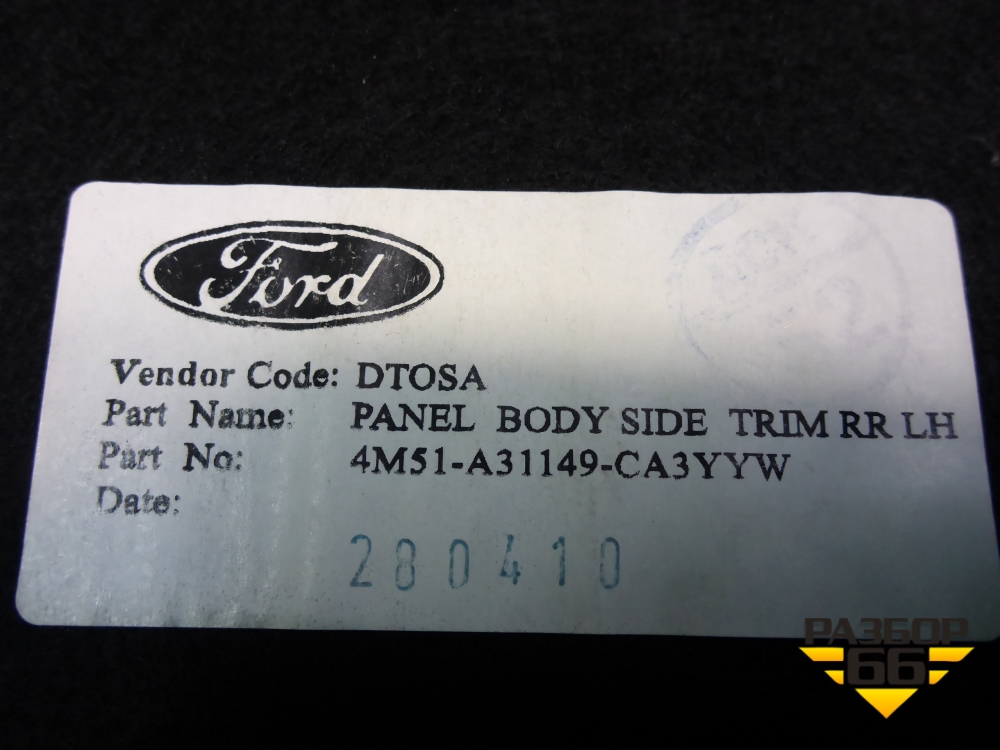 Ford
Vendor Code: DTOSA
Part Name: PANEL BODY SIDE TRIM RR LH
Part No: 4M51-A31149-CA3YYW
Date:
280410
РАЗБОР
66